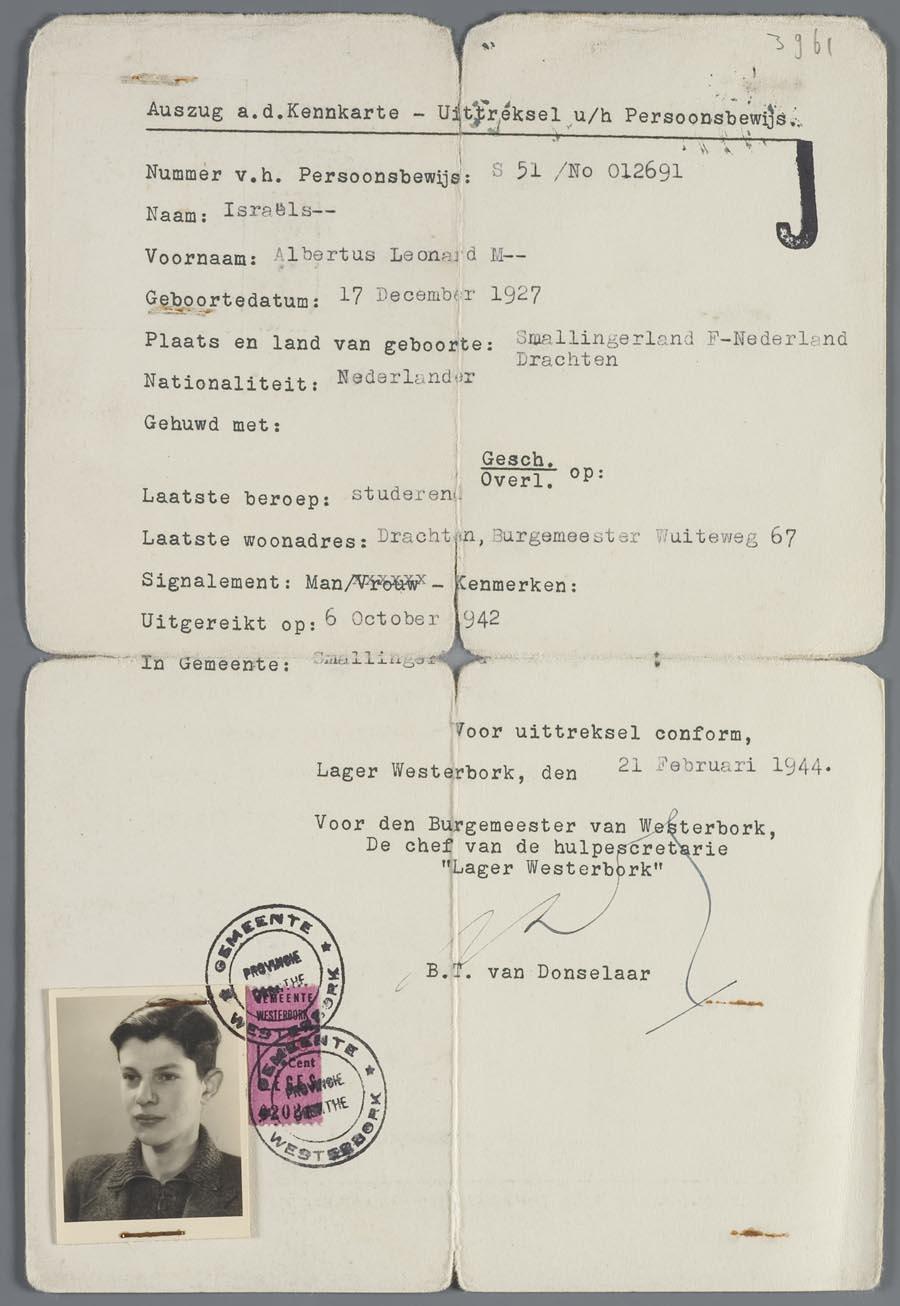 3961
Auszug a.d.Kennkarte - Uittreksel u/h Persoonsbewijs.
J
Nummer v.h. Persoonsbewijs: S 51 /No 012691
Naam: Israëls--
Voornaam: Albertus Leonard M--
Geboortedatum: 17 December 1927
Plaats en land van geboorte: Smallingerland F-Nederland
Drachten
Nationaliteit: Nederlander
Gehuwd met:
Gesch.
Overl. op:
Laatste beroep: studerend
Laatste woonadres: Drachten, Burgemeester Wuiteweg 67
Signalement: Man/Vrouw - Kenmerken:
Uitgereikt op: 6 October 942
In Gemeente:
Voor uittreksel conform,
Lager Westerbork, den 21 Februari 1944.
Voor den Burgemeester van Westerbork,
De chef van de hulpescretarie
"Lager Westerbork"
B.T. van Donselaar
GEMEENTE
PROVINCIE
WESTERBORK
GEMEENTE
WESTERBORK
Cent
GEMEENTE
PROVINCIE
DRENTHE
WESTERBORK